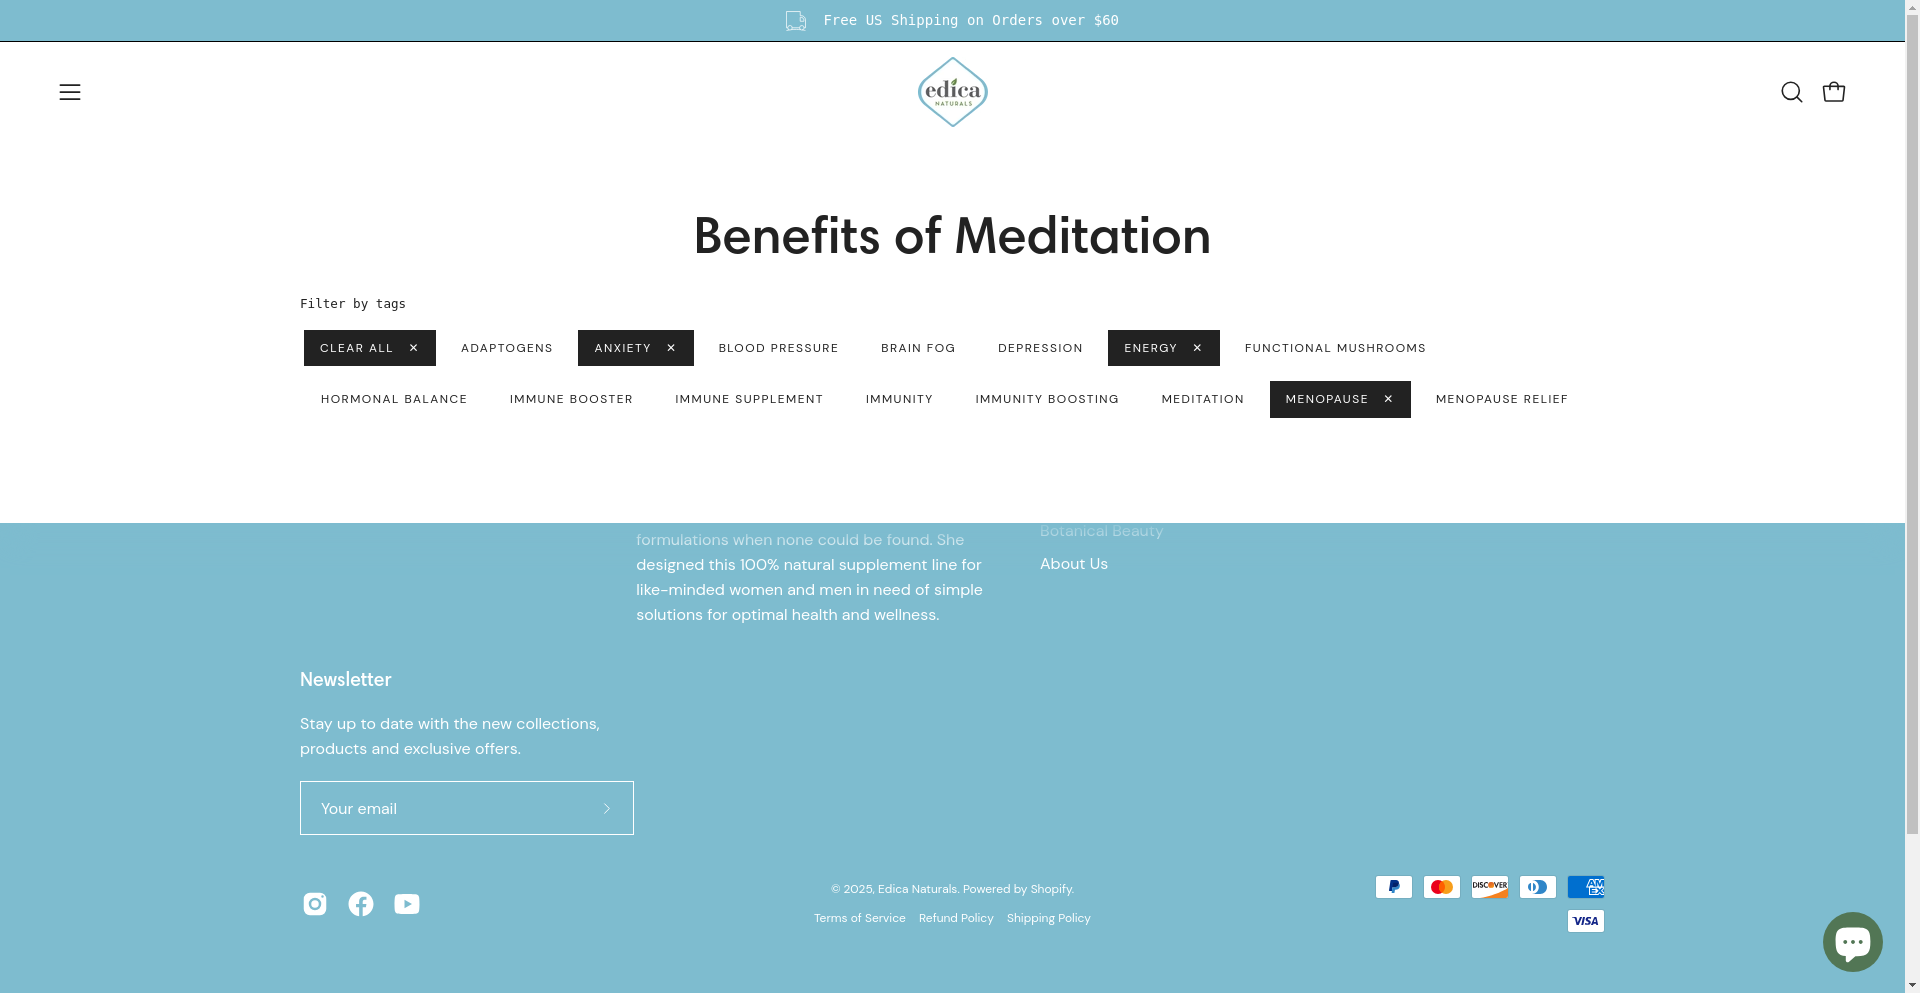 Free US Shipping on Orders over $60
edica
NATURALS
Benefits of Meditation
Filter by tags
CLEAR ALL ✕ ADAPTOGENS ANXIETY ✕ BLOOD PRESSURE BRAIN FOG DEPRESSION ENERGY ✕ FUNCTIONAL MUSHROOMS
HORMONAL BALANCE IMMUNE BOOSTER IMMUNE SUPPLEMENT IMMUNITY IMMUNITY BOOSTING MEDITATION MENOPAUSE ✕ MENOPAUSE RELIEF
formulations when none could be found. She
designed this 100% natural supplement line for
like-minded women and men in need of simple
solutions for optimal health and wellness.
Botanical Beauty
About Us
Newsletter
Stay up to date with the new collections,
products and exclusive offers.
Your email
© 2025, Edica Naturals. Powered by Shopify.
Terms of Service Refund Policy Shipping Policy
DISCOVER
AM
EX
VISA